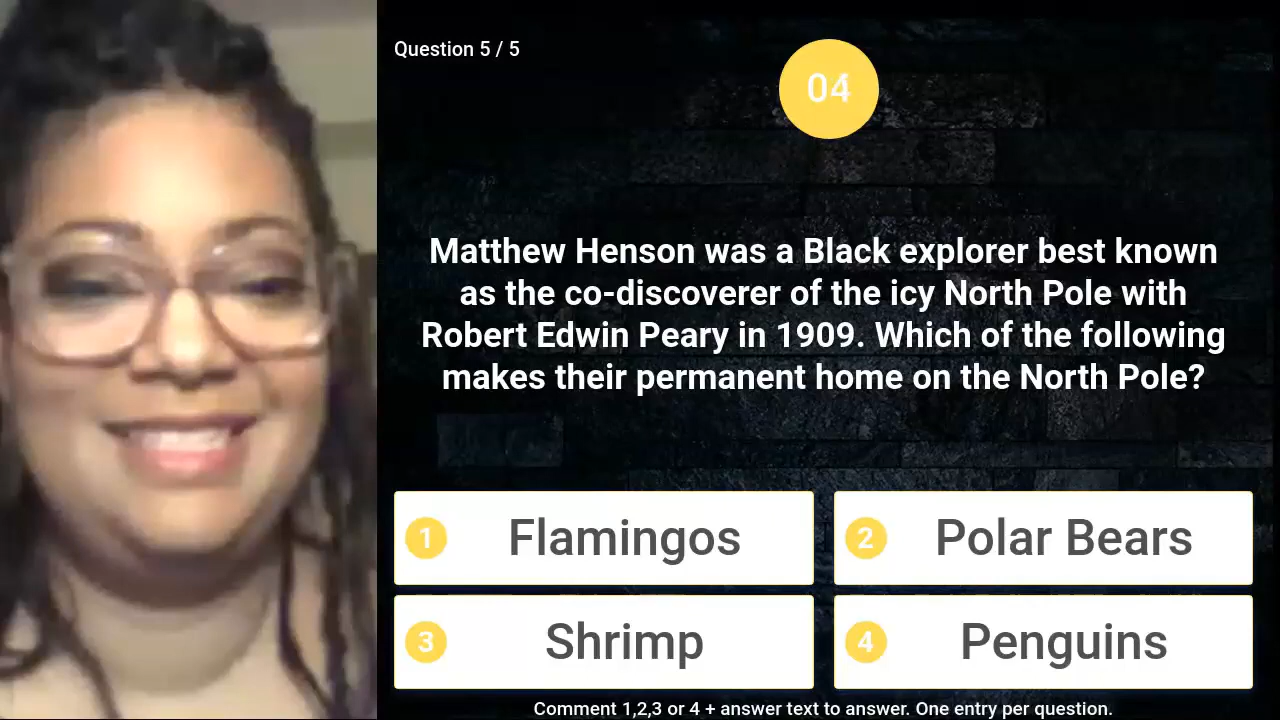 Question 5 / 5
04
Matthew Henson was a Black explorer best known
as the co-discoverer of the icy North Pole with
Robert Edwin Peary in 1909. Which of the following
makes their permanent home on the North Pole?
1 Flamingos
2 Polar Bears
3 Shrimp
4 Penguins
Comment 1,2,3 or 4 + answer text to answer. One entry per question.